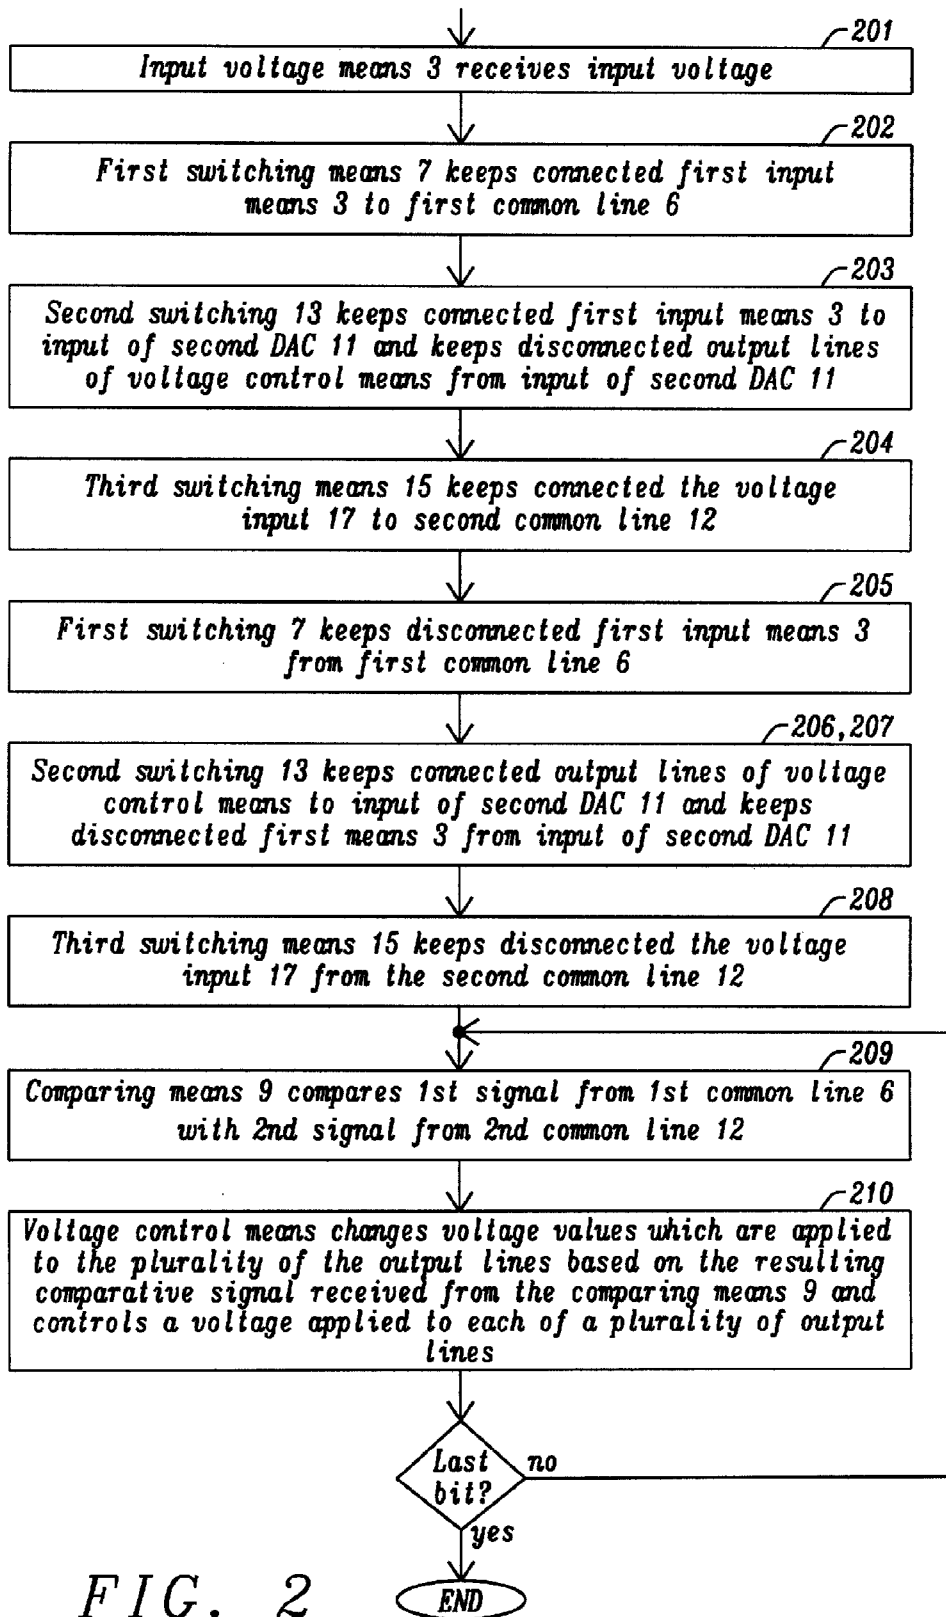 201
Input voltage means 3 receives input voltage
202
First switching means 7 keeps connected first input
means 3 to first common line 6
203
Second switching 13 keeps connected first input means 3 to
input of second DAC 11 and keeps disconnected output lines
of voltage control means from input of second DAC 11
204
Third switching means 15 keeps connected the voltage
input 17 to second common line 12
205
First switching 7 keeps disconnected first input means 3
from first common line 6
206,207
Second switching 13 keeps connected output lines of voltage
control means to input of second DAC 11 and keeps
disconnected first means 3 from input of second DAC 11
208
Third switching means 15 keeps disconnected the voltage
input 17 from the second common line 12
209
Comparing means 9 compares 1st signal from 1st common line 6
with 2nd signal from 2nd common line 12
210
Voltage control means changes voltage values which are applied
to the plurality of the output lines based on the resulting
comparative signal received from the comparing means 9 and
controls a voltage applied to each of a plurality of output
lines
Last
bit?
no
yes
END
FIG. 2